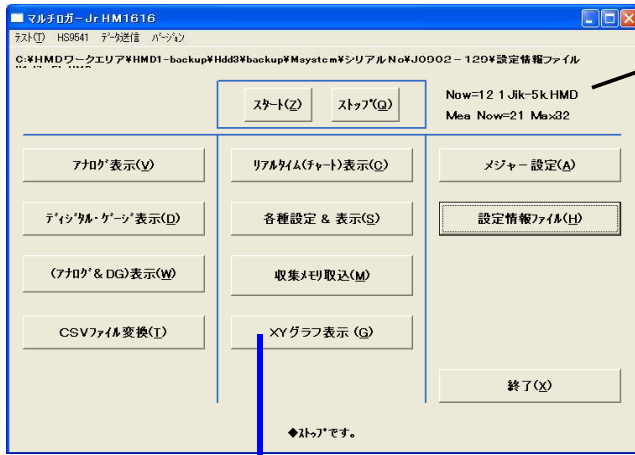 マルチロガーJr HM1616
テスト(T) HS9541 データ送信 バージョン
C:¥HMDワークエリア¥HMD1-backup¥Hdd3¥backup¥Msystem¥シリアルNo¥J0902-129¥設定情報ファイル
スタート(Z)
ストップ(Q)
Now=12 1Jik-5k.HMD
Mea Now=21 Max32
アナログ表示(V)
リアルタイム(チャート)表示(C)
メジャー設定(A)
ディジタル・ゲージ表示(D)
各種設定 & 表示(S)
設定情報ファイル(H)
(アナログ& DG)表示(W)
収集メモリ取込(M)
CSVファイル変換(T)
XYグラフ表示 (G)
終了(X)
◆ストップです。